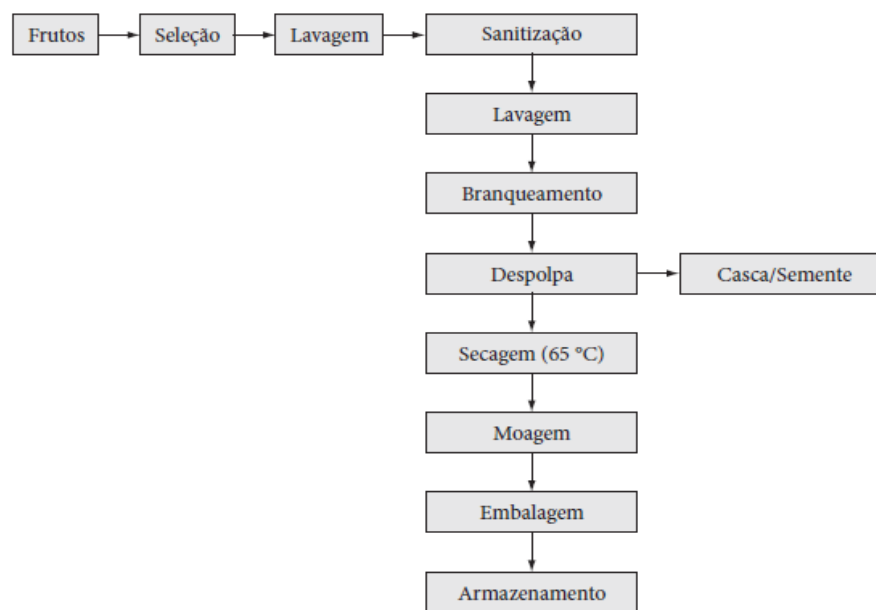 Frutos
Seleção
Lavagem
Sanitização
Lavagem
Branqueamento
Despolpa
Casca/Semente
Secagem (65 °C)
Moagem
Embalagem
Armazenamento